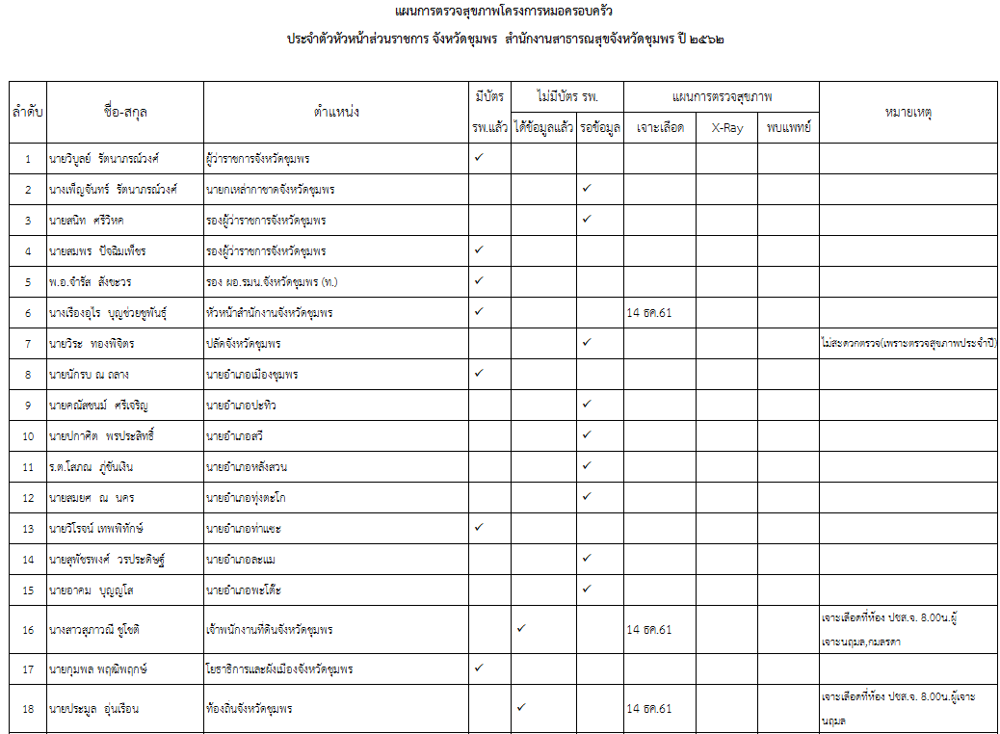 แผนการตรวจสุขภาพโครงการหมอครอบครัว
ประจำตัวหัวหน้าส่วนราชการ จังหวัดชุมพร สำนักงานสาธารณสุขจังหวัดชุมพร ปี ๒๕๖๒
ลำดับ ชื่อ-สกุล ตำแหน่ง มีบัตร รพ.แล้ว ไม่มีบัตร รพ. แผนการตรวจสุขภาพ หมายเหตุ
ได้ข้อมูลแล้ว รอข้อมูล เจาะเลือด X-Ray พบแพทย์
1 นายวิบูลย์ รัตนาภรณ์วงศ์ ผู้ว่าราชการจังหวัดชุมพร ✓
2 นางเพ็ญจันทร์ รัตนาภรณ์วงศ์ นายกเหล่ากาชาดจังหวัดชุมพร ✓
3 นายสนิท ศรีวิหค รองผู้ว่าราชการจังหวัดชุมพร ✓
4 นายสมพร ปัจฉิมเพ็ชร รองผู้ว่าราชการจังหวัดชุมพร ✓
5 พ.อ.จำรัส สังขะวร รอง ผอ.รมน.จังหวัดชุมพร (ท.) ✓
6 นางเรืองอุไร บุญช่วยชูพันธุ์ หัวหน้าสำนักงานจังหวัดชุมพร ✓ 14 ธค.61
7 นายวิระ ทองพิจิตร ปลัดจังหวัดชุมพร ✓ ไม่สะดวกตรวจ(เพราะตรวจสุขภาพประจำปี)
8 นายนักรบ ณ ถลาง นายอำเภอเมืองชุมพร ✓
9 นายคณัสชนม์ ศรีเจริญ นายอำเภอปะทิว ✓
10 นายปกาศิต พรประสิทธิ์ นายอำเภอสวี ✓
11 ร.ต.โสภณ ภู่ขันเงิน นายอำเภอหลังสวน ✓
12 นายสมยศ ณ นคร นายอำเภอทุ่งตะโก ✓
13 นายวิโรจน์ เทพพิทักษ์ นายอำเภอท่าแซะ ✓
14 นายสุพัชรพงศ์ วรประดิษฐ์ นายอำเภอละแม ✓
15 นายอาคม บุญญโส นายอำเภอพะโต๊ะ ✓
16 นางสาวสุภาวณี ชูโชติ เจ้าพนักงานที่ดินจังหวัดชุมพร ✓ 14 ธค.61 เจาะเลือดที่ห้อง ปชส.จ. 8.00น.ผู้
เจาะนฤมล,กมลรดา
17 นายกุมพล พฤฒิพฤกษ์ โยธาธิการและผังเมืองจังหวัดชุมพร ✓
18 นายประมูล อุ่นเรือน ท้องถิ่นจังหวัดชุมพร ✓ 14 ธค.61 เจาะเลือดที่ห้อง ปชส.จ. 8.00น.ผู้เจาะ
นฤมล